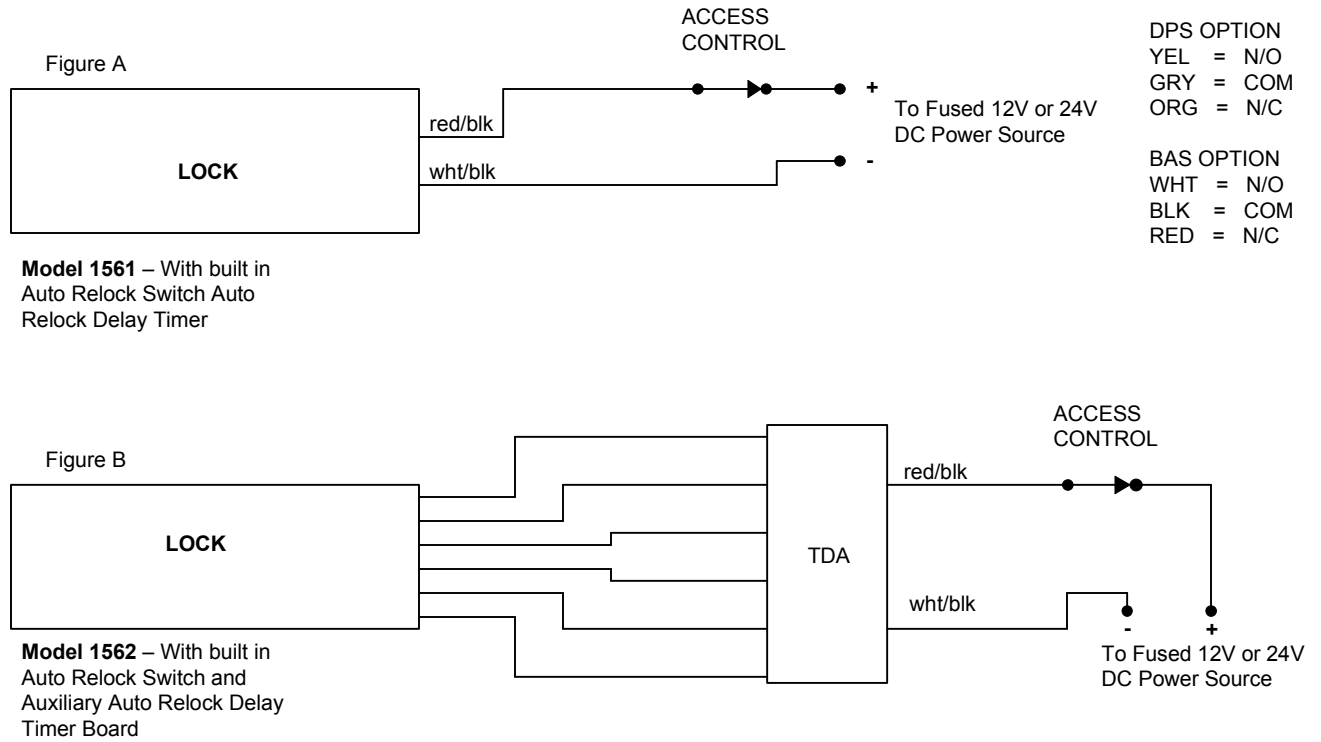 ACCESS
CONTROL
Figure A
LOCK
red/blk
wht/blk
+
-
To Fused 12V or 24V
DC Power Source
DPS OPTION
YEL = N/O
GRY = COM
ORG = N/C
BAS OPTION
WHT = N/O
BLK = COM
RED = N/C
Model 1561 – With built in
Auto Relock Switch Auto
Relock Delay Timer
Figure B
LOCK
TDA
ACCESS
CONTROL
red/blk
wht/blk
- +
To Fused 12V or 24V
DC Power Source
Model 1562 – With built in
Auto Relock Switch and
Auxiliary Auto Relock Delay
Timer Board